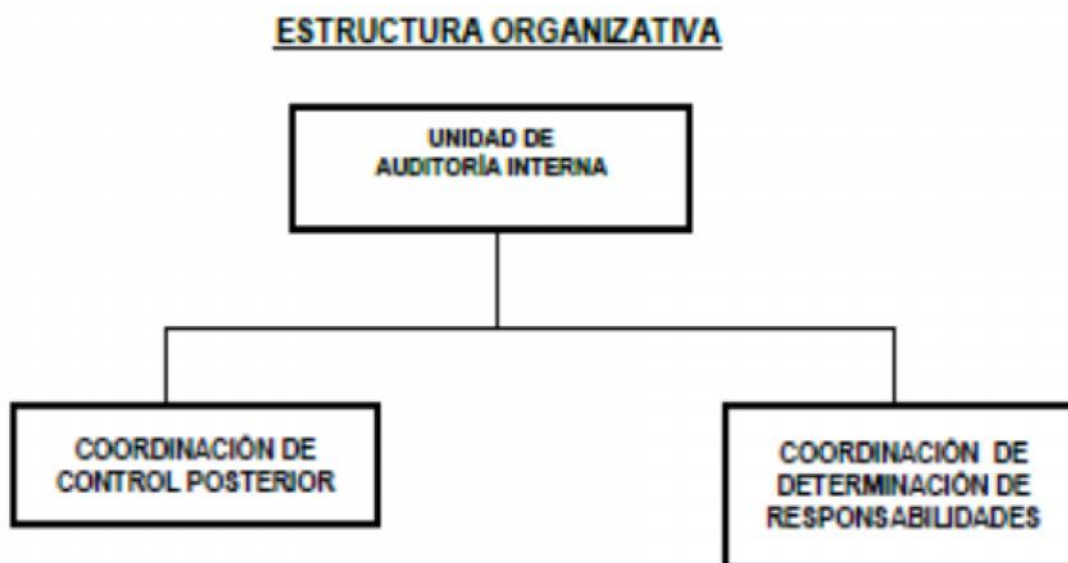 ESTRUCTURA ORGANIZATIVA
UNIDAD DE
AUDITORÍA INTERNA
COORDINACIÓN DE
CONTROL POSTERIOR
COORDINACIÓN DE
DETERMINACIÓN DE
RESPONSABILIDADES